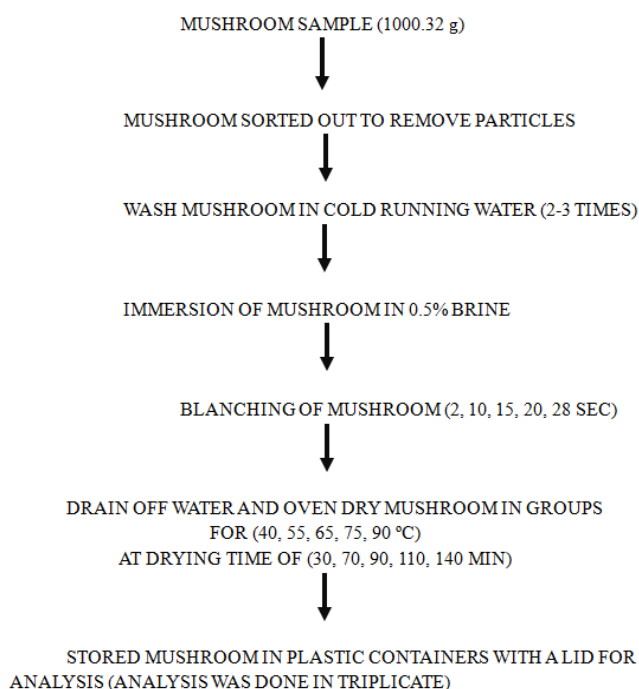 MUSHROOM SAMPLE (1000.32 g)
MUSHROOM SORTED OUT TO REMOVE PARTICLES
WASH MUSHROOM IN COLD RUNNING WATER (2-3 TIMES)
IMMERSION OF MUSHROOM IN 0.5% BRINE
BLANCHING OF MUSHROOM (2, 10, 15, 20, 28 SEC)
DRAIN OFF WATER AND OVEN DRY MUSHROOM IN GROUPS
FOR (40, 55, 65, 75, 90 ºC)
AT DRYING TIME OF (30, 70, 90, 110, 140 MIN)
STORED MUSHROOM IN PLASTIC CONTAINERS WITH A LID FOR
ANALYSIS (ANALYSIS WAS DONE IN TRIPLICATE)